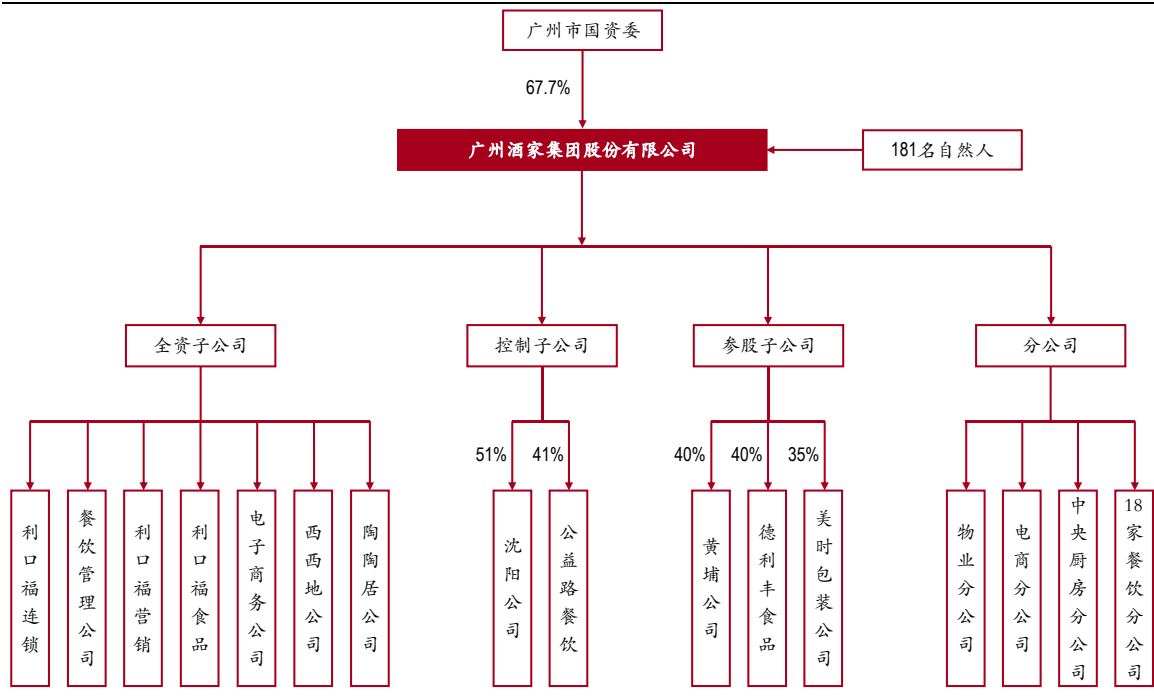 广州市国资委
67.7%
广州酒家集团股份有限公司
181名自然人
全资子公司
控制子公司
参股子公司
分公司
51%
41%
40%
40%
35%
利口福连锁
餐饮管理公司
利口福营销
利口福食品
电子商务公司
西西地公司
陶陶居公司
沈阳公司
公益路餐饮
黄埔公司
德利丰食品
美时包装公司
物业分公司
电商分公司
中央厨房分公司
18家餐饮分公司